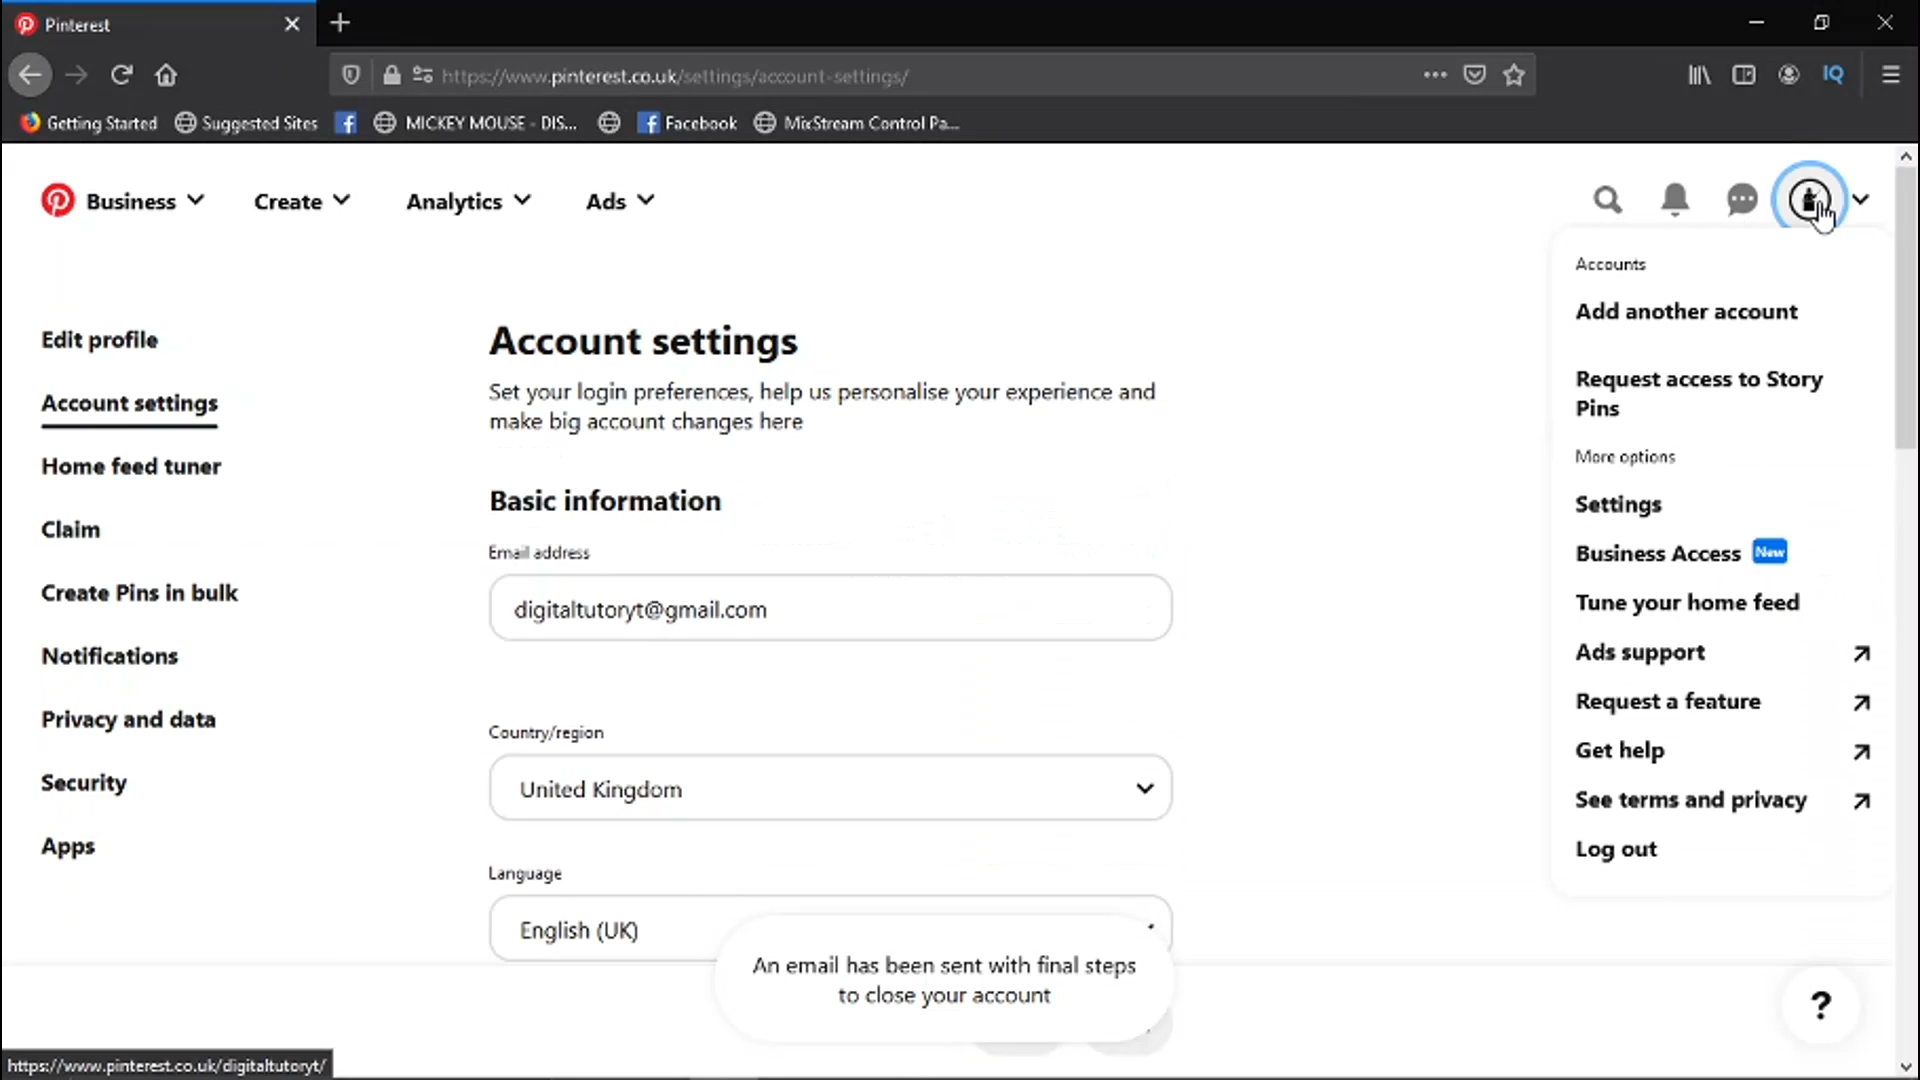 Pinterest
https://www.pinterest.co.uk/settings/account-settings/
IQ
Getting Started
Suggested Sites
MICKEY MOUSE - DIS...
Facebook
MixStream Control Pa...
Business
Create
Analytics
Ads
Accounts
Add another account
Request access to Story
Pins
More options
Settings
Business Access New
Tune your home feed
Ads support
Request a feature
Get help
See terms and privacy
Log out
Edit profile
Account settings
Home feed tuner
Claim
Create Pins in bulk
Notifications
Privacy and data
Security
Apps
Account settings
Set your login preferences, help us personalise your experience and
make big account changes here
Basic information
Email address
digitaltutoryt@gmail.com
Country/region
United Kingdom
Language
English (UK)
An email has been sent with final steps
to close your account
?
https://www.pinterest.co.uk/digitaltutoryt/